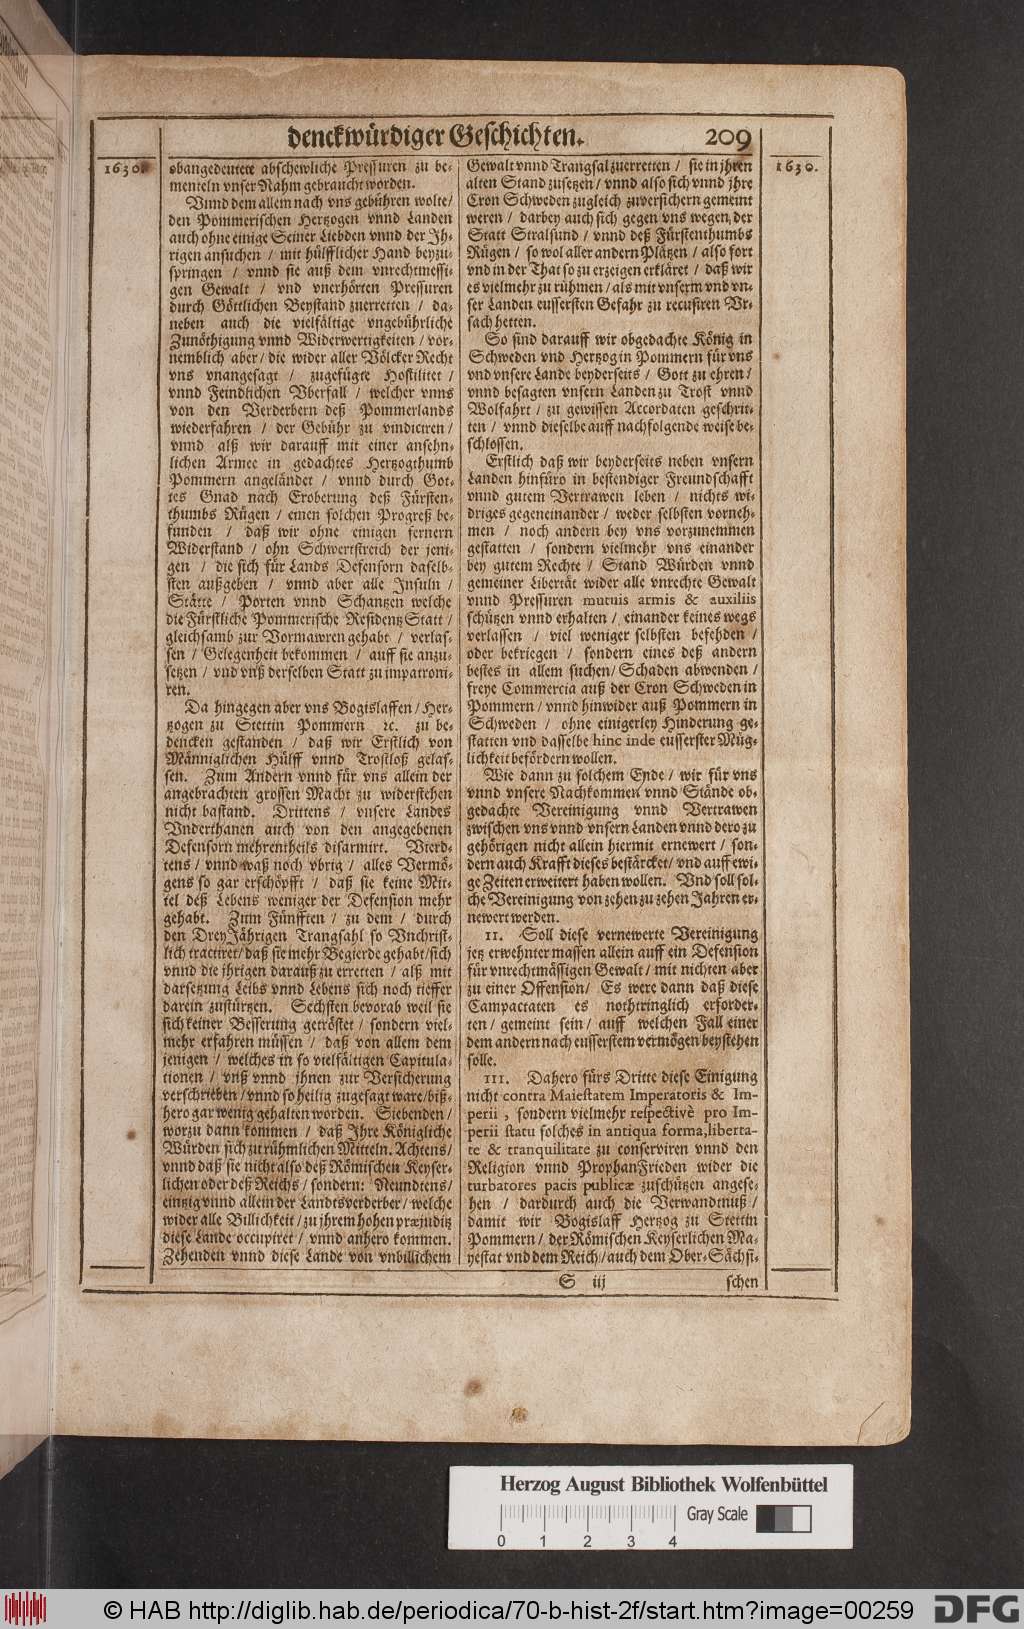 denckwürdiger Geschichten. 209
1630.
obangedeutete abschewliche Pressuren zu be-
menteln vnser Nahm gebraucht worden.
Vnnd dem allem nach vns gebühren wolte/
den Pommerischen Hertzogen vnnd Landen
auch ohne einige Seiner Liebden vnnd der Ih-
rigen ansuchen / mit hülfflicher Hand beyzu-
springen / vnnd sie auß dem vnrechtmessi-
gen Gewalt / vnd vnerhörten Pressuren
durch Göttlichen Beystand zuerretten / da-
neben auch die vielfältige vngebührliche
Zunöthigung vnnd Widerwertigkeiten / vor-
nemblich aber / die wider aller Völcker Recht
vns vnangesagt / zugefügte Hostilitet /
vnnd Feindtlichen Vberfall / welcher vnns
von den Verderbern deß Pommerlands
wiederfahren / der Gebühr zu vindiciren /
vnnd alß wir darauff mit einer ansehn-
lichen Armee in gedachtes Hertzogthumb
Pommern angeländet / vnnd durch Got-
tes Gnad nach Eroberung deß Fürsten-
thumbs Rügen / einen solchen Progreß be-
funden / daß wir ohne einigen fernern
Widerstand / ohn Schwertstreich der jeni-
gen / die sich für Lands Defensorn daselb-
sten außgeben / vnnd aber alle Insuln /
Stätte / Porten vnnd Schantzen welche
die Fürstliche Pommerische Residentz Statt /
gleichsamb zur Vormawren gehabt / verlas-
sen / Gelegenheit bekommen / auff sie anzu-
setzen / vnd vnß derselben Statt zu impatroni-
ren.
Da hingegen aber vns Bogislaffen / Her-
tzogen zu Stettin Pommern ꝛc. zu be-
dencken gestanden / daß wir Erstlich von
Männiglichen Hülff vnnd Trostloß gelas-
sen. Zum Andern vnnd für vns allein der
angebrachten grossen Macht zu widerstehen
nicht bastand. Drittens / vnsere Landes
Vnderthanen auch von den angegebenen
Defensorn mehrentheils disarmirt. Vierd-
tens / vnnd waß noch vbrig / alles Vermö-
gens so gar erschöpfft / daß sie keine Mit-
tel deß Lebens weniger der Defension mehr
gehabt. Zum Fünfften / zu dem / durch
den DreyJährigen Trangsahl so Vnchrist-
lich tractiret / daß sie mehr Begierde gehabt / sich
vnnd die jhrigen darauß zu erretten / alß mit
darsetzung Leibs vnnd Lebens sich noch tieffer
darein zustürtzen. Sechsten bevorab weil sie
sich keiner Besserung getröstet / sondern viel-
mehr erfahren müssen / daß von allem dem
jenigen / welches in so vielfältigen Capitula-
tionen / vnß vnnd jhnen zur Versicherung
verschrieben / vnnd so heilig zugesagt ware / biß-
hero gar wenig gehalten worden. Siebenden /
worzu dann kommen / daß Ihre Königliche
Würden sich zu rühmlichen Mitteln. Achtens/
vnnd daß sie nicht also deß Römischen Keyser-
lichen oder deß Reichs / sondern: Neundtens /
eintzig vnnd allein der Landtsverderber / welche
wider alle Billichkeit / zu jhrem hohen præjuditz
diese Lande occupiret / vnnd anhero kommen.
Zehenden vnnd diese Lande von vnbillichem
Gewalt vnnd Trangsal zuerretten / sie in jhren
alten Stand zusetzen / vnnd also sich vnnd jhre
Cron Schweden zugleich zuversichern gemeint
weren / darbey auch sich gegen vns wegen der
Statt Stralsund / vnnd deß Fürstenthumbs
Rügen / so wol aller andern Plätzen / also fort
vnd in der That so zu erzeigen erkläret / daß wir
es vielmehr zu rühmen / als mit vnserm vnd vn-
ser Landen eussersten Gefahr zu recusiren Vr-
sach hetten.
So sind darauff wir obgedachte König in
Schweden vnd Hertzog in Pommern für vns
vnd vnsere Lande beyderseits / Gott zu ehren /
vnnd besagten vnsern Landen zu Trost vnnd
Wolfahrt / zu gewissen Accordaten geschrit-
ten / vnnd dieselbe auff nachfolgende weise be-
schlossen.
Erstlich daß wir beyderseits neben vnsern
Landen hinfüro in bestendiger Freundschafft
vnnd gutem Vertrawen leben / nichts wi-
driges gegeneinander / weder selbsten vorneh-
men / noch andern bey vns vorzunemmen
gestatten / sondern vielmehr vns einander
bey gutem Rechte / Stand Würden vnnd
gemeiner Libertät wider alle vnrechte Gewalt
vnnd Pressuren mutuis armis & auxiliis
schützen vnnd erhalten / einander keines wegs
verlassen / viel weniger selbsten befehden /
oder bekriegen / sondern eines deß andern
bestes in allem suchen / Schaden abwenden /
freye Commercia auß der Cron Schweden in
Pommern / vnnd hinwider auß Pommern in
Schweden / ohne einigerley Hinderung ge-
statten vnd dasselbe hinc inde eusserster Müg-
lichkeit befördern wollen.
Wie dann zu solchem Ende / wir für vns
vnnd vnsere Nachkommen vnnd Stände ob-
gedachte Vereinigung vnnd Vertrawen
zwischen vns vnnd vnsern Landen vnnd dero zu
gehörigen nicht allein hiermit ernewert / son-
dern auch Krafft dieses bestärcket / vnd auff ewi-
ge Zeiten erweitert haben wollen. Vnd soll sol-
che Vereinigung von zehen zu zehen Jahren er-
newert werden.
II. Soll diese vernewerte Vereinigung
jetz erwehnter massen allein auff ein Defension
für vnrechtmässigen Gewalt / mit nichten aber
zu einer Offension / Es were dann daß diese
Campactaten es nothtringlich erforder-
ten / gemeint sein / auff welchen Fall einer
dem andern nach eusserstem vermögen beystehen
solle.
III. Dahero fürs Dritte diese Einigung
nicht contra Maiestatem Imperatoris & Im-
perii , sondern vielmehr respectivè pro Im-
perii statu solches in antiqua forma, liberta-
te & tranquilitate zu conserviren vnnd den
Religion vnnd ProphanFrieden wider die
turbatores pacis publicæ zuschützen angese-
hen / dardurch auch die Verwandtnuß /
damit wir Bogislaff Hertzog zu Stettin
Pommern / der Römischen Keyserlichen Ma-
yestat vnd dem Reich / auch dem Ober-Sächsi-
S iij schen
1630.
Herzog August Bibliothek Wolfenbüttel
0 1 2 3 4 Gray Scale
© HAB http://diglib.hab.de/periodica/70-b-hist-2f/start.htm?image=00259 DFG